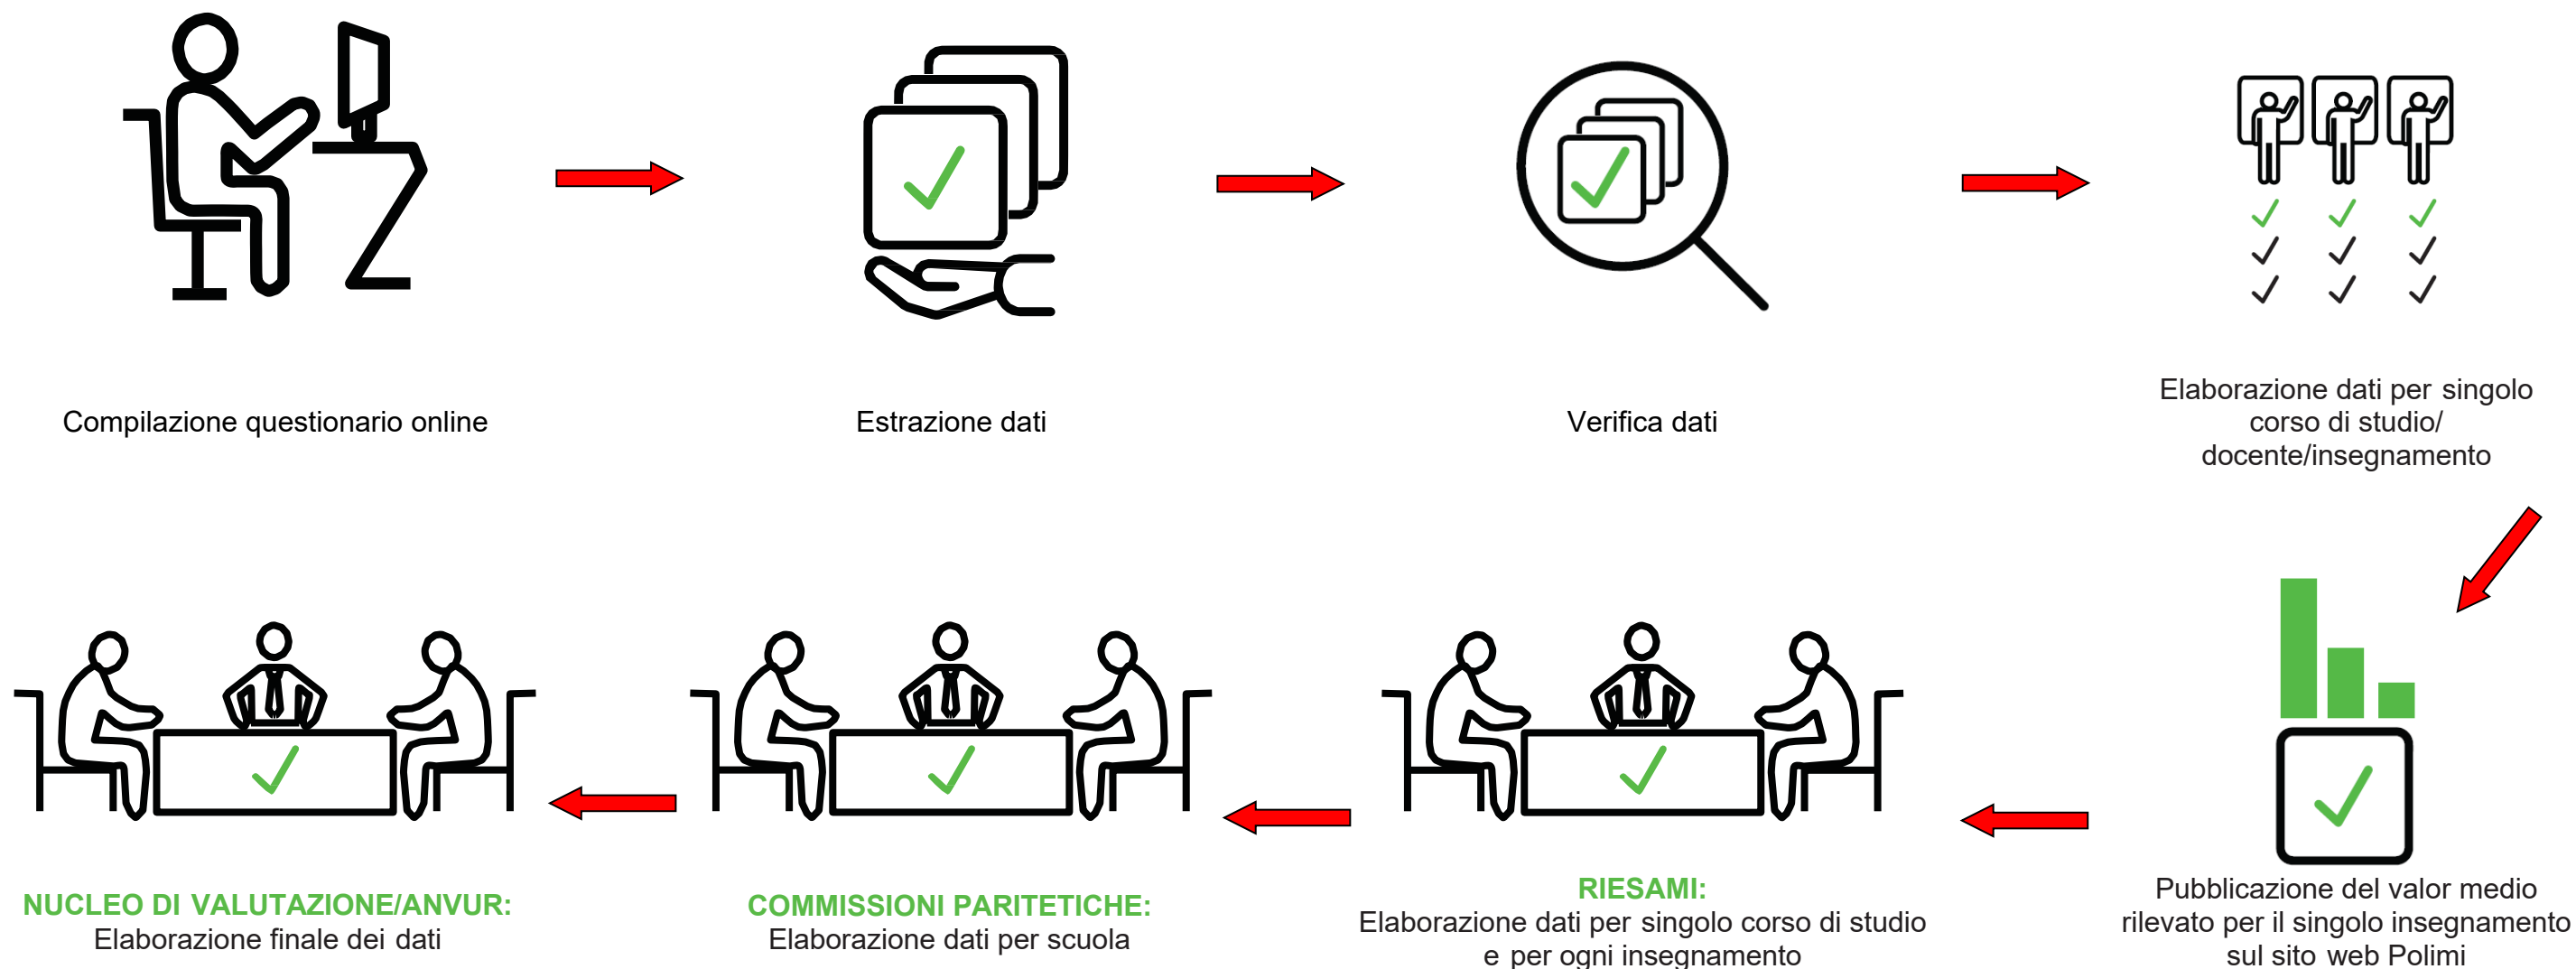 Compilazione questionario online
Estrazione dati
Verifica dati
Elaborazione dati per singolo
corso di studio/
docente/insegnamento
Pubblicazione del valor medio
rilevato per il singolo insegnamento
sul sito web Polimi
RIESAMI:
Elaborazione dati per singolo corso di studio
e per ogni insegnamento
COMMISSIONI PARITETICHE:
Elaborazione dati per scuola
NUCLEO DI VALUTAZIONE/ANVUR:
Elaborazione finale dei dati